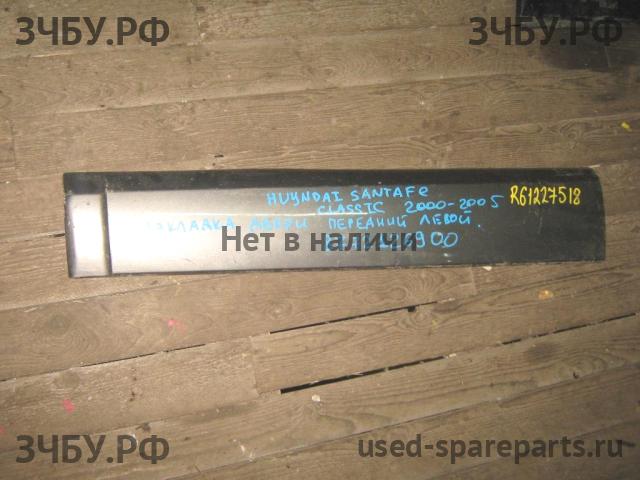 ЗЧБУ.РФ
ЗЧБУ.РФ
HUYNDAI SANTAFE
CLASSIC 2000-2005
R61227518
ДВЕРИ ПЕРЕДНИЙ ЛЕВОЙ.
Нет в наличии
ЗЧБУ.РФ
used-spareparts.ru